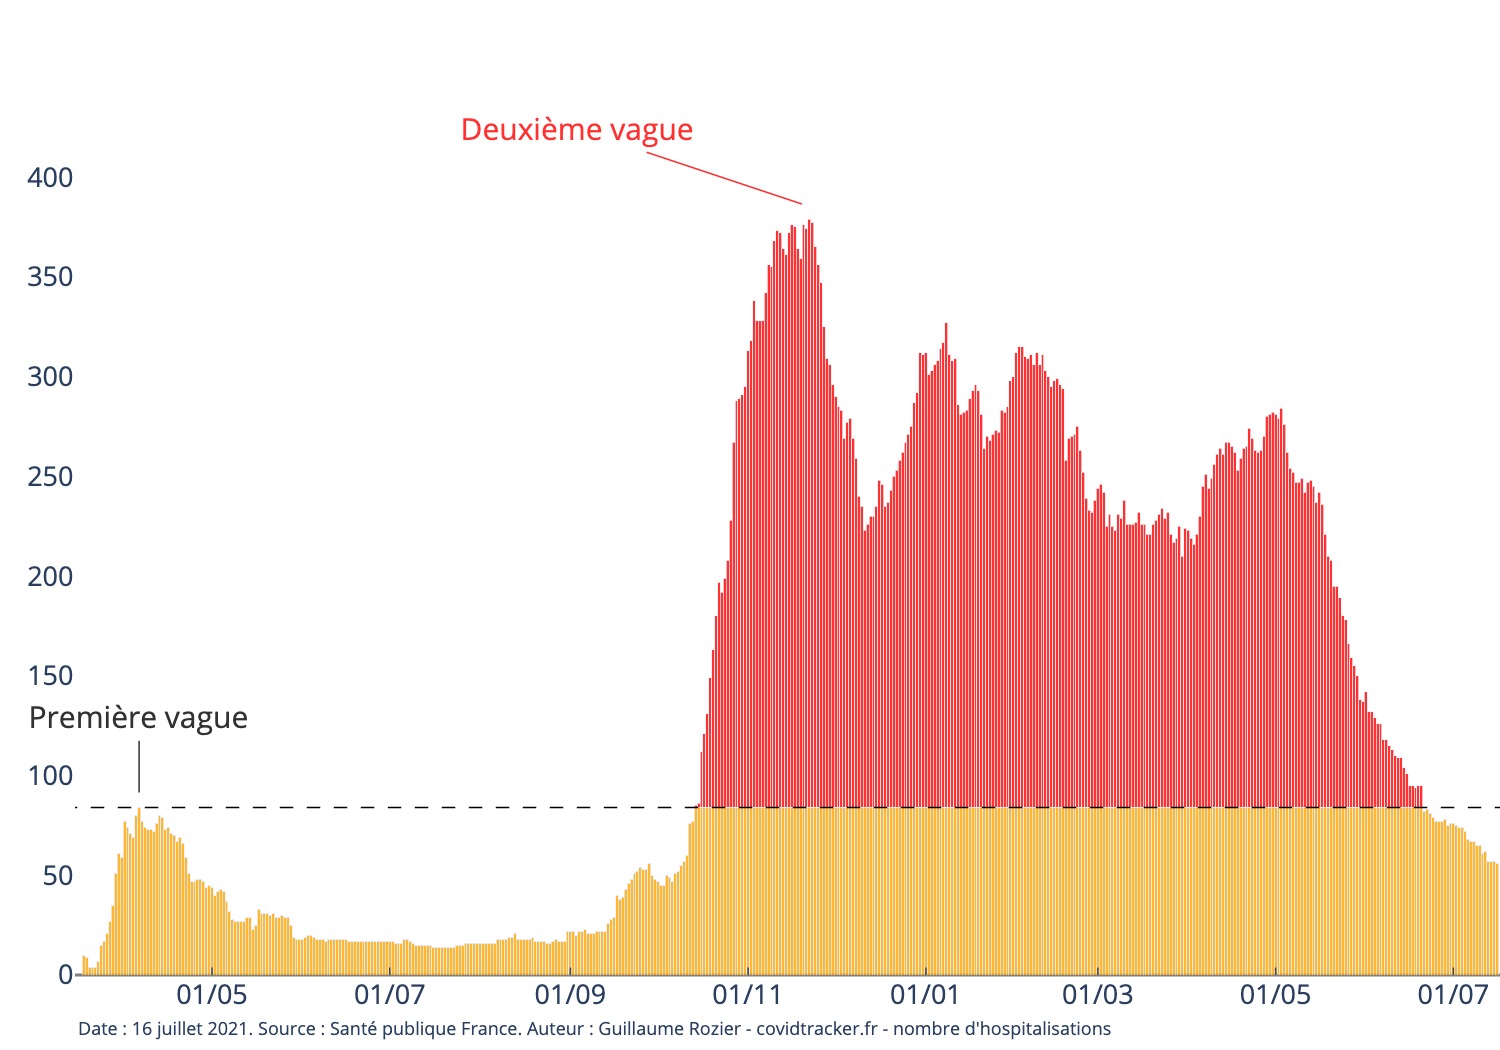 Deuxième vague
400
350
300
250
200
150
Première vague
100
50
0
01/05 01/07 01/09 01/11 01/01 01/03 01/05 01/07
Date : 16 juillet 2021. Source : Santé publique France. Auteur : Guillaume Rozier - covidtracker.fr - nombre d'hospitalisations